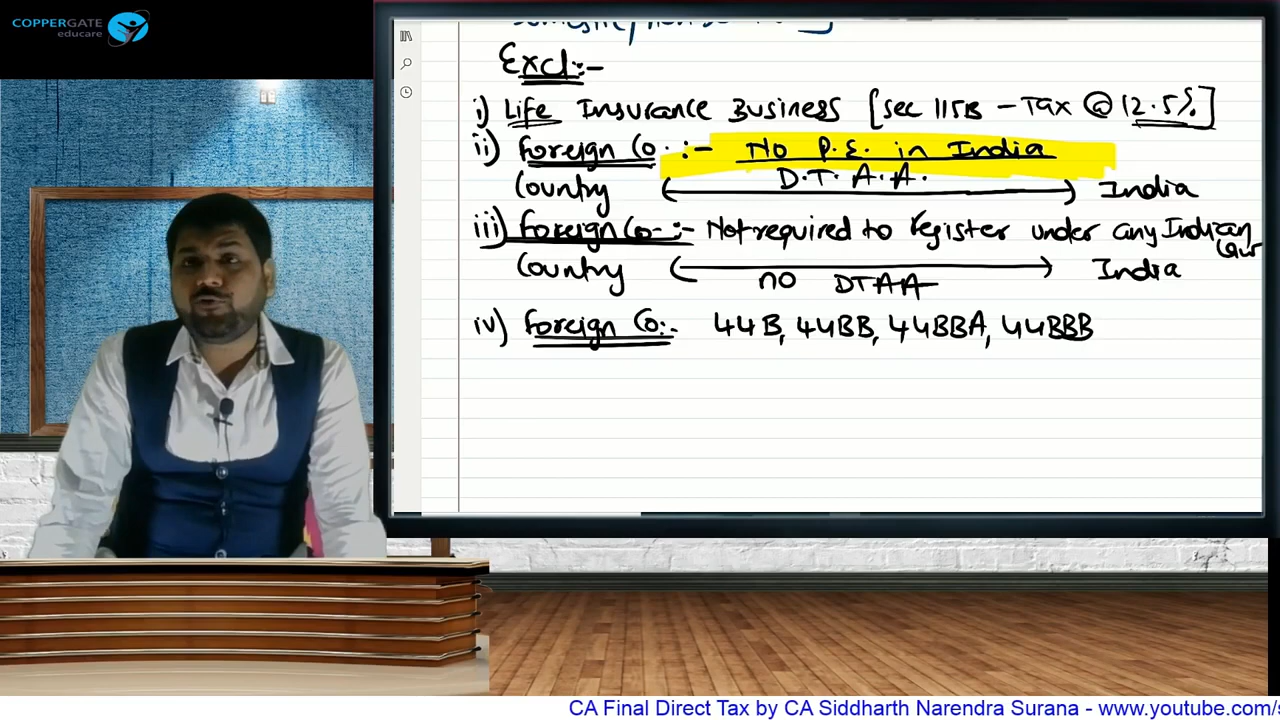 COPPERGATE
educare
Excl:-
i) Life Insurance Business [Sec 115B - Tax @ 12.5%]
ii) Foreign Co. :- No P.E. in India
Country D.T.A.A. India
iii) Foreign Co- :- Not required to register under any Indian
Law
Country no DTAA India
iv) Foreign Co:- 44B, 44BB, 44BBA, 44BBB
CA Final Direct Tax by CA Siddharth Narendra Surana - www.youtube.com/